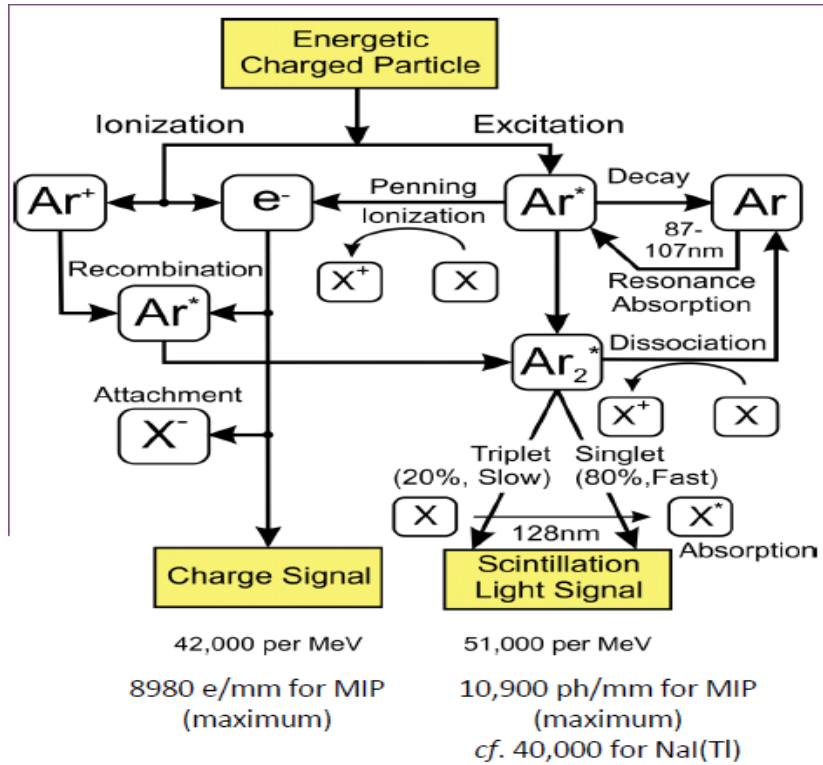 Energetic
Charged Particle
Ionization
Excitation
Ar⁺
e⁻
Penning
Ionization
Ar*
Decay
Ar
87-
107nm
X⁺
X
Resonance
Absorption
Recombination
Ar*
Ar₂*
Dissociation
X⁺
X
Attachment
X⁻
Triplet
(20%, Slow)
Singlet
(80%,Fast)
X
128nm
X*
Absorption
Charge Signal
Scintillation
Light Signal
42,000 per MeV
51,000 per MeV
8980 e/mm for MIP
(maximum)
10,900 ph/mm for MIP
(maximum)
cf. 40,000 for NaI(Tl)